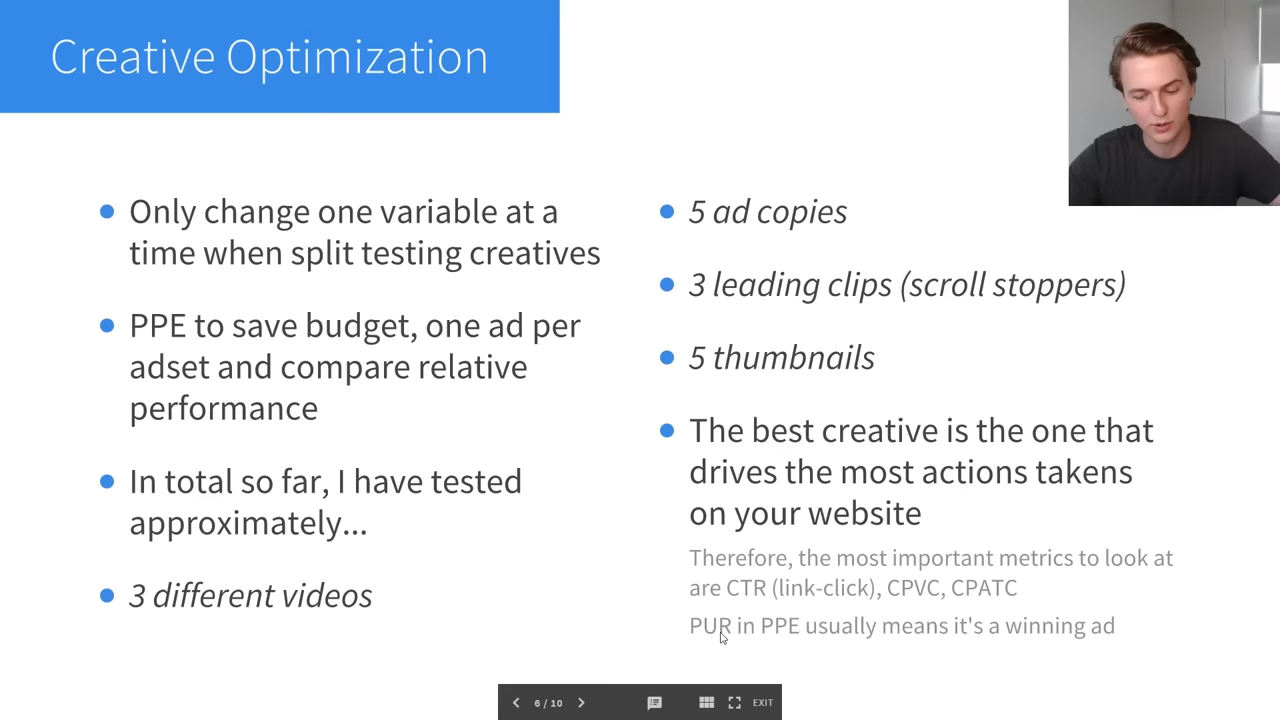 Creative Optimization
Only change one variable at a
time when split testing creatives
PPE to save budget, one ad per
adset and compare relative
performance
In total so far, I have tested
approximately...
3 different videos
5 ad copies
3 leading clips (scroll stoppers)
5 thumbnails
The best creative is the one that
drives the most actions takens
on your website
Therefore, the most important metrics to look at
are CTR (link-click), CPVC, CPATC
PUR in PPE usually means it's a winning ad
6 / 10
EXIT